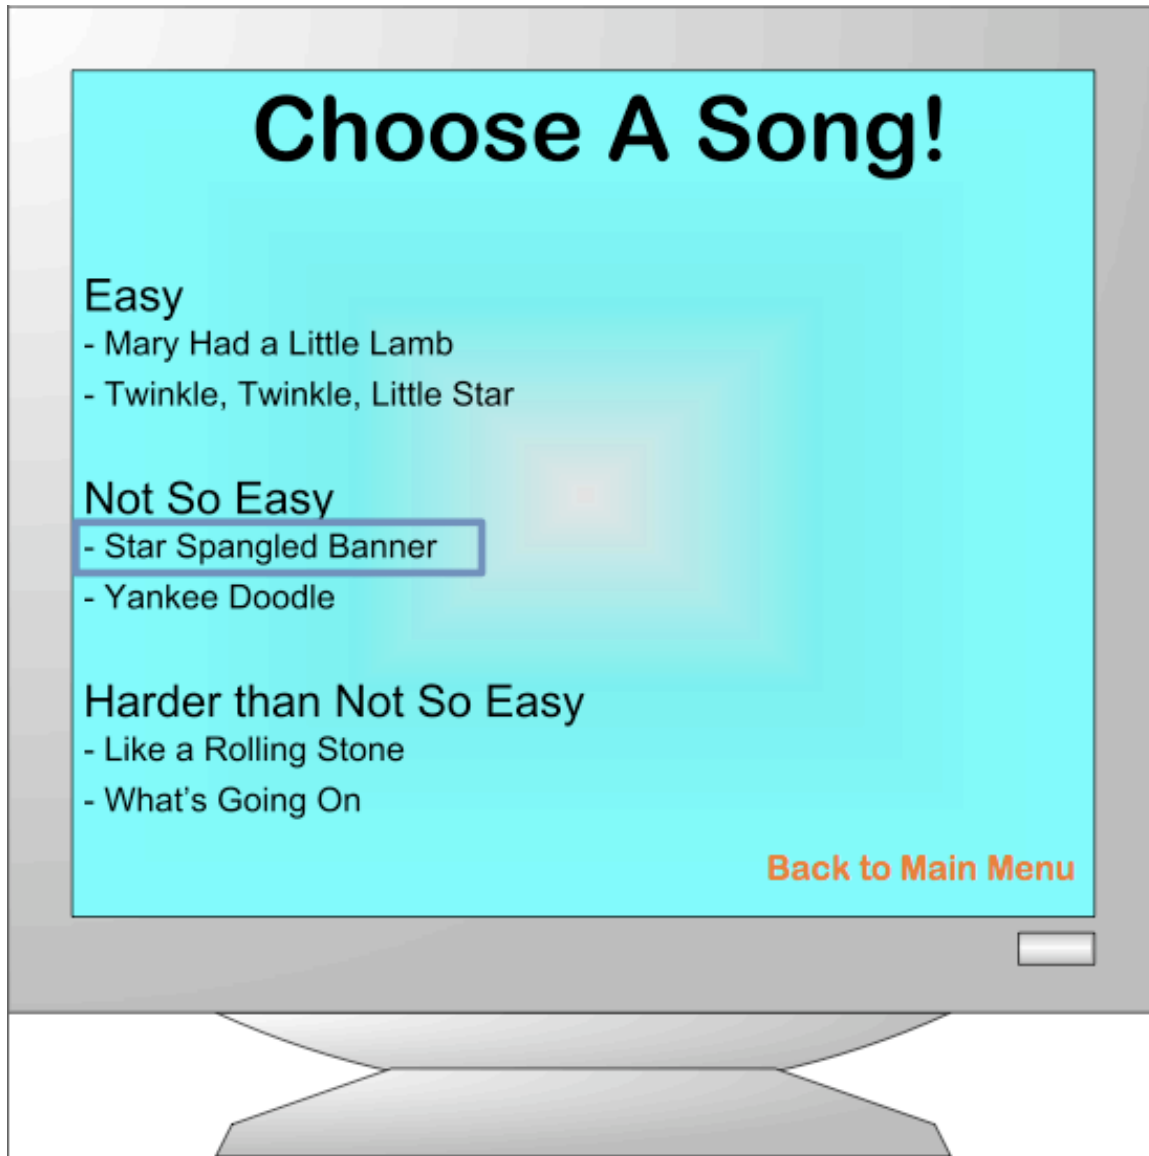 Choose A Song!
Easy
- Mary Had a Little Lamb
- Twinkle, Twinkle, Little Star
Not So Easy
- Star Spangled Banner
- Yankee Doodle
Harder than Not So Easy
- Like a Rolling Stone
- What's Going On
Back to Main Menu